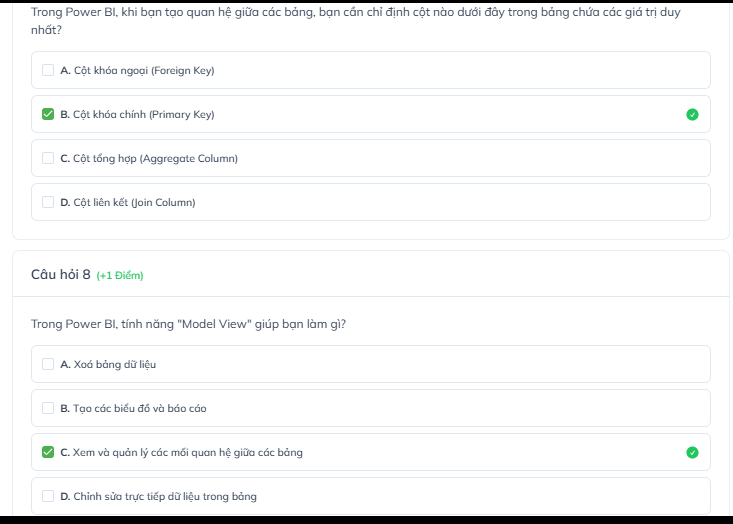 Trong Power BI, khi bạn tạo quan hệ giữa các bảng, bạn cần chỉ định cột nào dưới đây trong bảng chứa các giá trị duy
nhất?
A. Cột khóa ngoại (Foreign Key)
B. Cột khóa chính (Primary Key)
C. Cột tổng hợp (Aggregate Column)
D. Cột liên kết (Join Column)
Câu hỏi 8 (+1 Điểm)
Trong Power BI, tính năng "Model View" giúp bạn làm gì?
A. Xoá bảng dữ liệu
B. Tạo các biểu đồ và báo cáo
C. Xem và quản lý các mối quan hệ giữa các bảng
D. Chỉnh sửa trực tiếp dữ liệu trong bảng